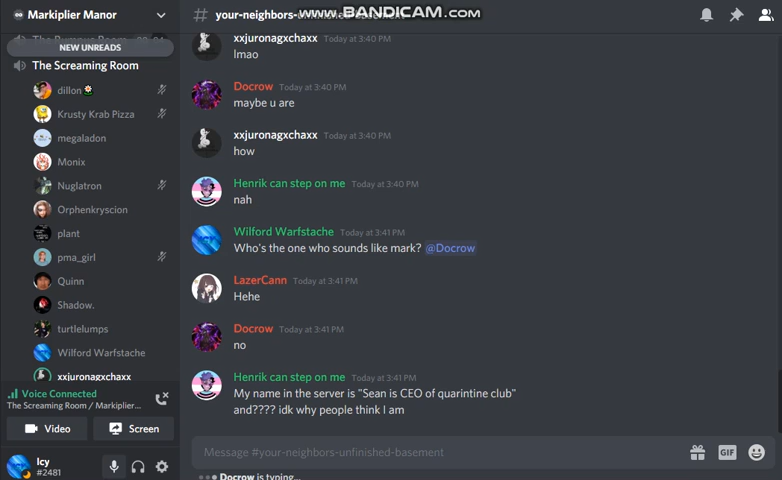 Markiplier Manor
NEW UNREADS
The Screaming Room
dillon
Krusty Krab Pizza
megaladon
Monix
Nuglatron
Orphenkryscion
plant
pma_girl
Quinn
Shadow.
turtlelumps
Wilford Warfstache
xxjuronagxchaxx
Voice Connected
The Screaming Room / Markiplier...
Video
Screen
Icy
#2481
www.BANDICAM.com
# your-neighbors-unfinished-basement
xxjuronagxchaxx Today at 3:40 PM
lmao
Docrow Today at 3:40 PM
maybe u are
xxjuronagxchaxx Today at 3:40 PM
how
Henrik can step on me Today at 3:40 PM
nah
Wilford Warfstache Today at 3:41 PM
Who's the one who sounds like mark? @Docrow
LazerCann Today at 3:41 PM
Hehe
Docrow Today at 3:41 PM
no
Henrik can step on me Today at 3:41 PM
My name in the server is "Sean is CEO of quarintine club"
and???? idk why people think I am
Message #your-neighbors-unfinished-basement
GIF
Docrow is typing...